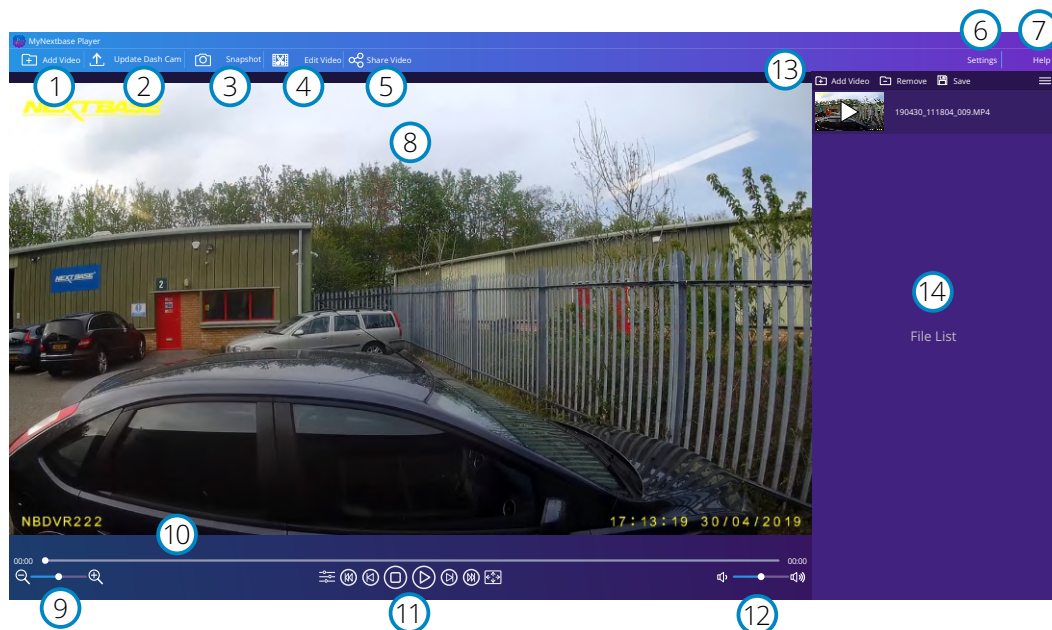 6 7
MyNextbase Player
Add Video Update Dash Cam Snapshot Edit Video Share Video Settings Help
1 2 3 4 5 13
Add Video Remove Save
NEXTBASE
190430_111804_009.MP4
8
NEXTBASE
2
14
File List
NBDVR222 17:13:19 30/04/2019
10
00:00 00:00
9 11 12